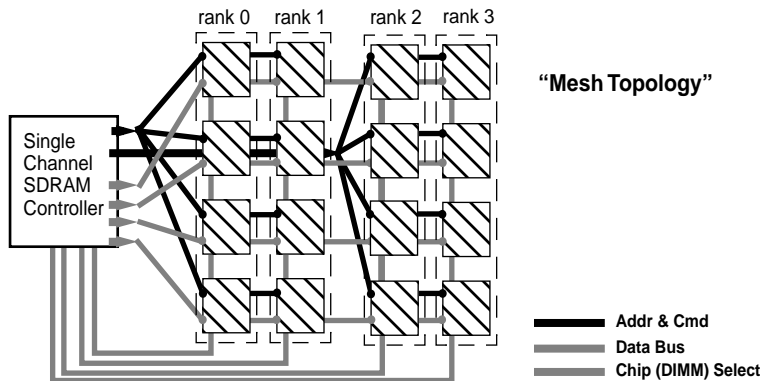 rank 0 rank 1 rank 2 rank 3
“Mesh Topology”
Single
Channel
SDRAM
Controller
Addr & Cmd
Data Bus
Chip (DIMM) Select